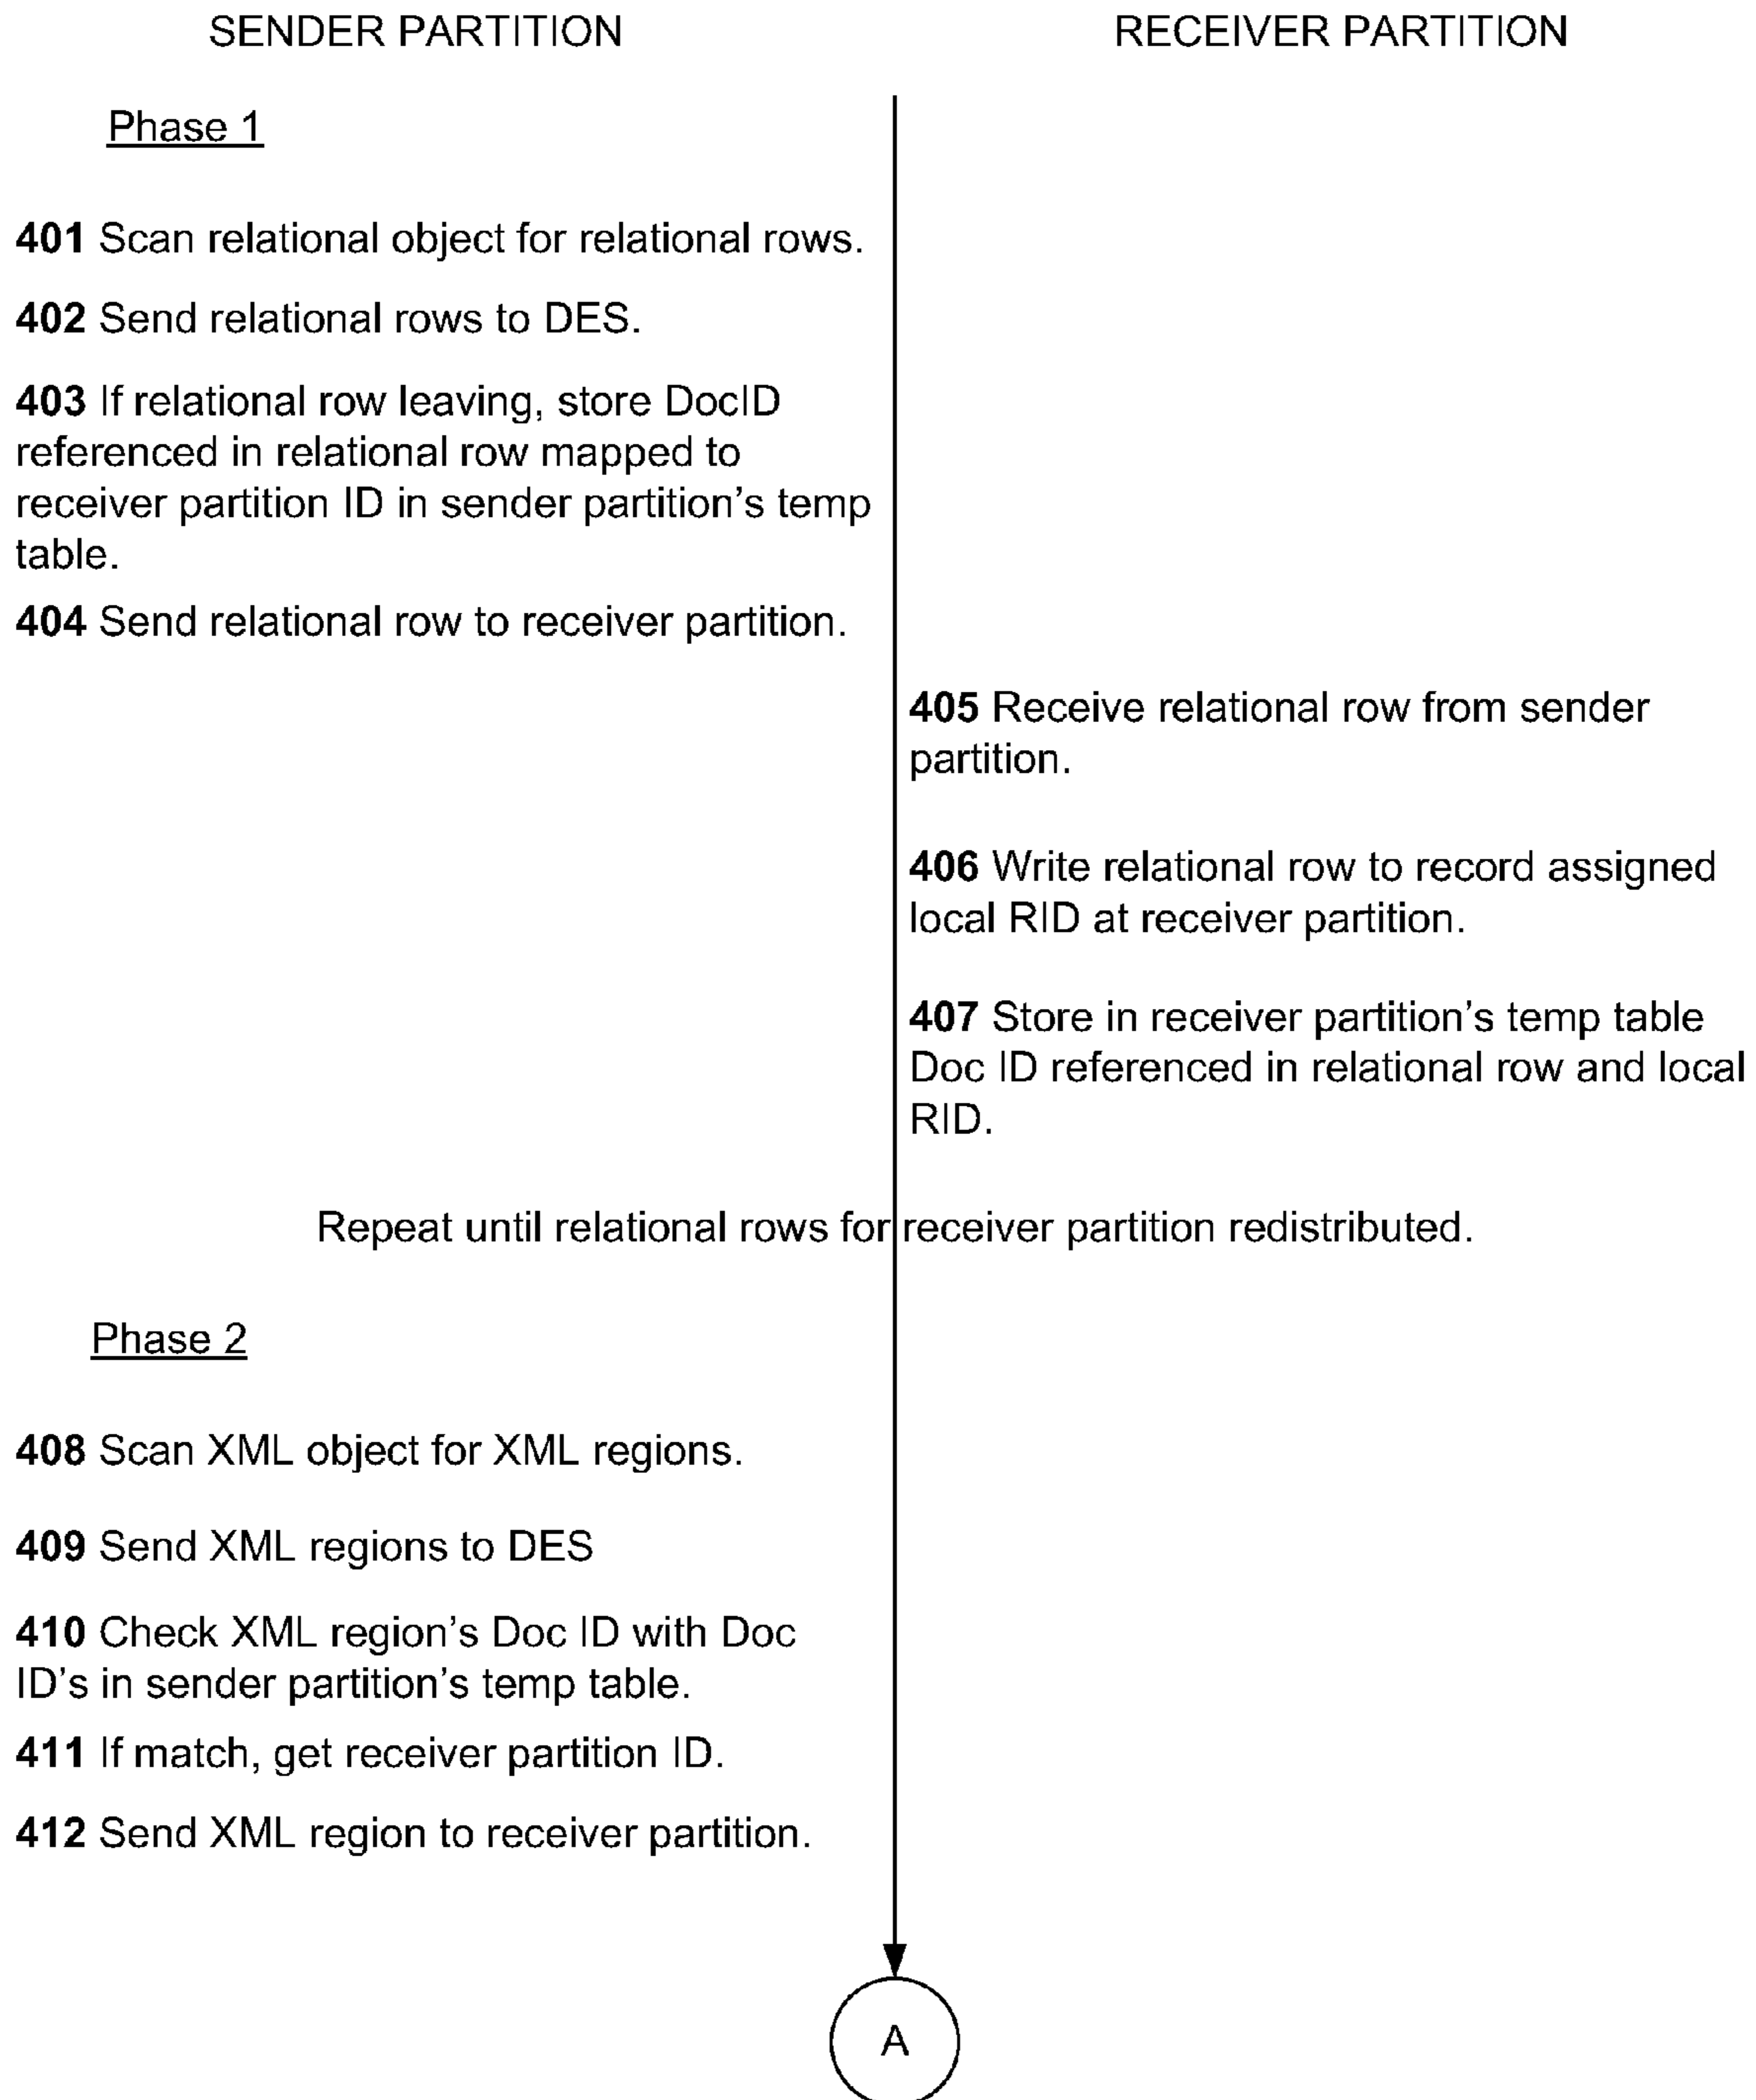 SENDER PARTITION
RECEIVER PARTITION
Phase 1
401 Scan relational object for relational rows.
402 Send relational rows to DES.
403 If relational row leaving, store DocID
referenced in relational row mapped to
receiver partition ID in sender partition's temp
table.
404 Send relational row to receiver partition.
405 Receive relational row from sender
partition.
406 Write relational row to record assigned
local RID at receiver partition.
407 Store in receiver partition's temp table
Doc ID referenced in relational row and local
RID.
Repeat until relational rows for receiver partition redistributed.
Phase 2
408 Scan XML object for XML regions.
409 Send XML regions to DES
410 Check XML region's Doc ID with Doc
ID's in sender partition's temp table.
411 If match, get receiver partition ID.
412 Send XML region to receiver partition.
A